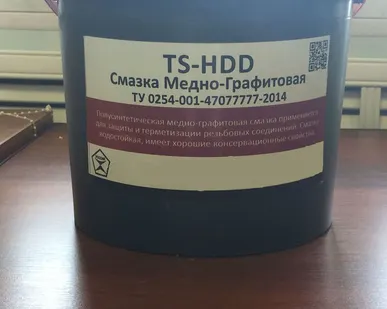 TS-HDD
Смазка Медно-Графитовая
ТУ 0254-001-47077777-2014
Полусинтетическая медно-графитовая смазка применяется
для защиты и герметизации резьбовых соединений. Смазка
морозостойкая, имеет хорошие консервационные свойства.